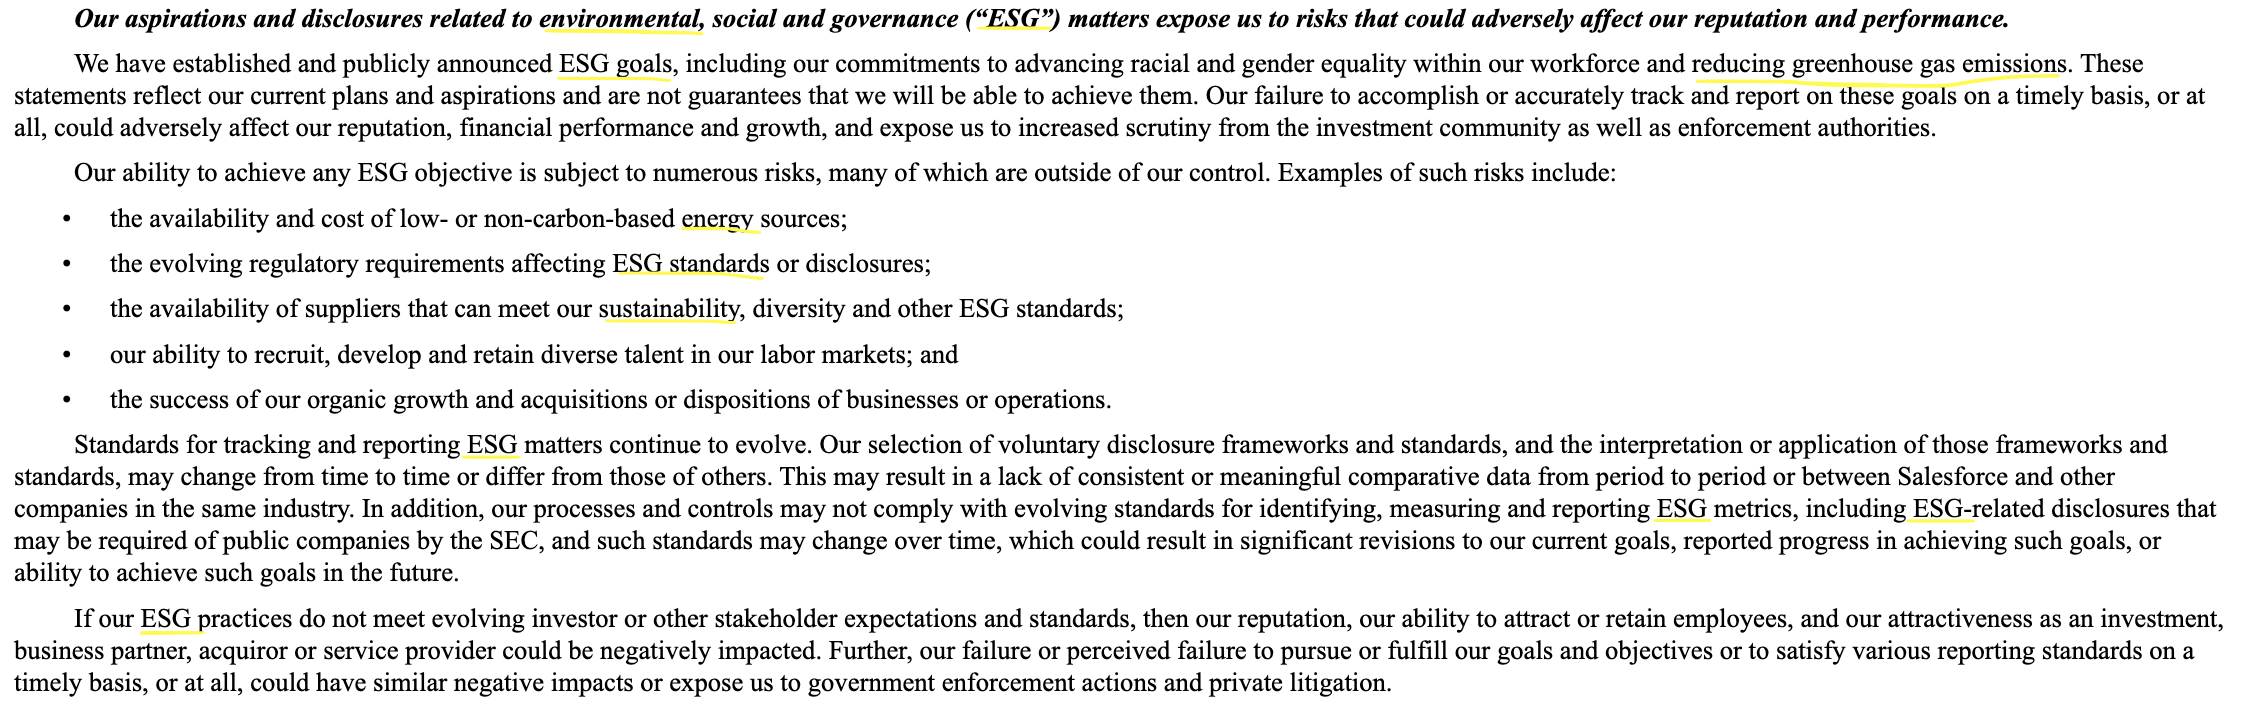 Our aspirations and disclosures related to environmental, social and governance (“ESG”) matters expose us to risks that could adversely affect our reputation and performance.
We have established and publicly announced ESG goals, including our commitments to advancing racial and gender equality within our workforce and reducing greenhouse gas emissions. These
statements reflect our current plans and aspirations and are not guarantees that we will be able to achieve them. Our failure to accomplish or accurately track and report on these goals on a timely basis, or at
all, could adversely affect our reputation, financial performance and growth, and expose us to increased scrutiny from the investment community as well as enforcement authorities.
Our ability to achieve any ESG objective is subject to numerous risks, many of which are outside of our control. Examples of such risks include:
• the availability and cost of low- or non-carbon-based energy sources;
• the evolving regulatory requirements affecting ESG standards or disclosures;
• the availability of suppliers that can meet our sustainability, diversity and other ESG standards;
• our ability to recruit, develop and retain diverse talent in our labor markets; and
• the success of our organic growth and acquisitions or dispositions of businesses or operations.
Standards for tracking and reporting ESG matters continue to evolve. Our selection of voluntary disclosure frameworks and standards, and the interpretation or application of those frameworks and
standards, may change from time to time or differ from those of others. This may result in a lack of consistent or meaningful comparative data from period to period or between Salesforce and other
companies in the same industry. In addition, our processes and controls may not comply with evolving standards for identifying, measuring and reporting ESG metrics, including ESG-related disclosures that
may be required of public companies by the SEC, and such standards may change over time, which could result in significant revisions to our current goals, reported progress in achieving such goals, or
ability to achieve such goals in the future.
If our ESG practices do not meet evolving investor or other stakeholder expectations and standards, then our reputation, our ability to attract or retain employees, and our attractiveness as an investment,
business partner, acquiror or service provider could be negatively impacted. Further, our failure or perceived failure to pursue or fulfill our goals and objectives or to satisfy various reporting standards on a
timely basis, or at all, could have similar negative impacts or expose us to government enforcement actions and private litigation.